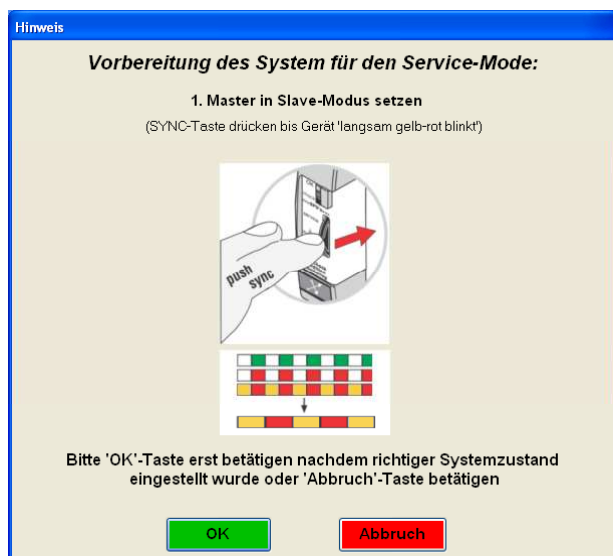 Hinweis
Vorbereitung des System für den Service-Mode:
1. Master in Slave-Modus setzen
(SYNC-Taste drücken bis Gerät 'langsam gelb-rot blinkt')
push
sync
Bitte 'OK'-Taste erst betätigen nachdem richtiger Systemzustand
eingestellt wurde oder 'Abbruch'-Taste betätigen
OK
Abbruch